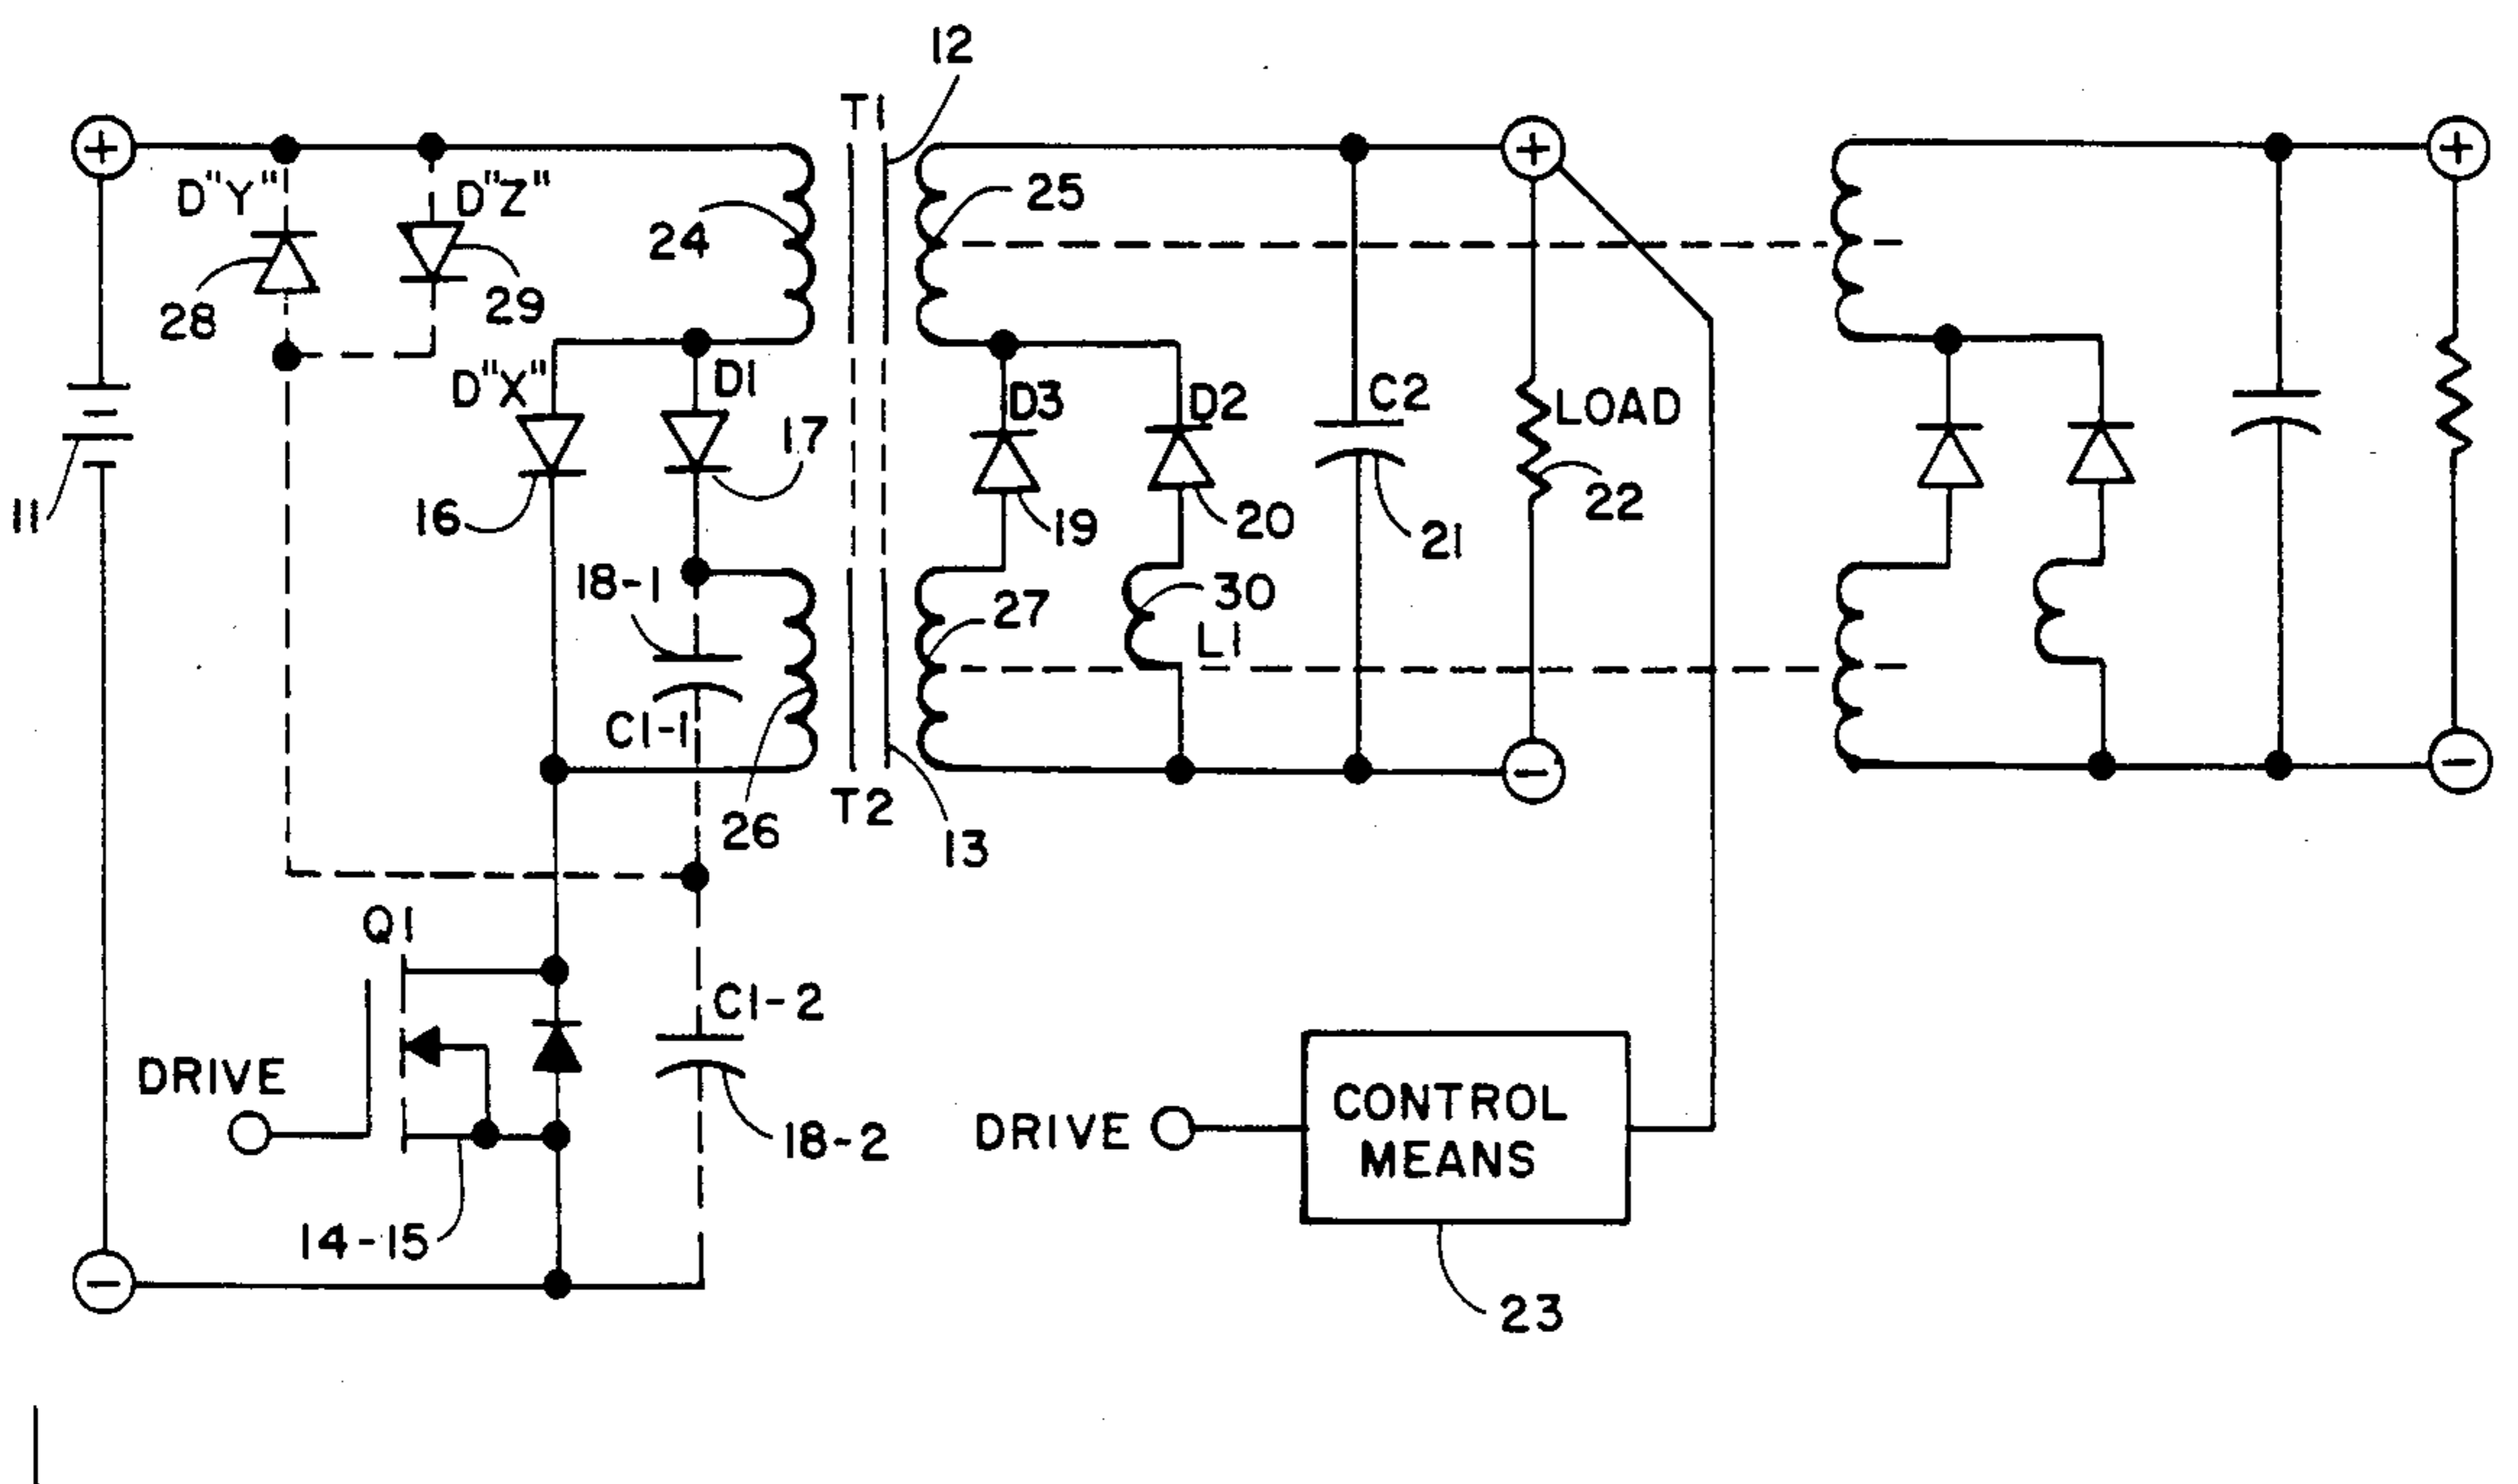 12
T1
+
+
+
D"Y"
D"Z"
25
24
28
29
D"X"
D1
D3
D2
C2
LOAD
17
11
16
19
20
21
22
18-1
30
27
L1
C1-1
T2
26
13
-
-
Q1
C1-2
DRIVE
18-2
DRIVE
CONTROL
MEANS
14-15
-
23